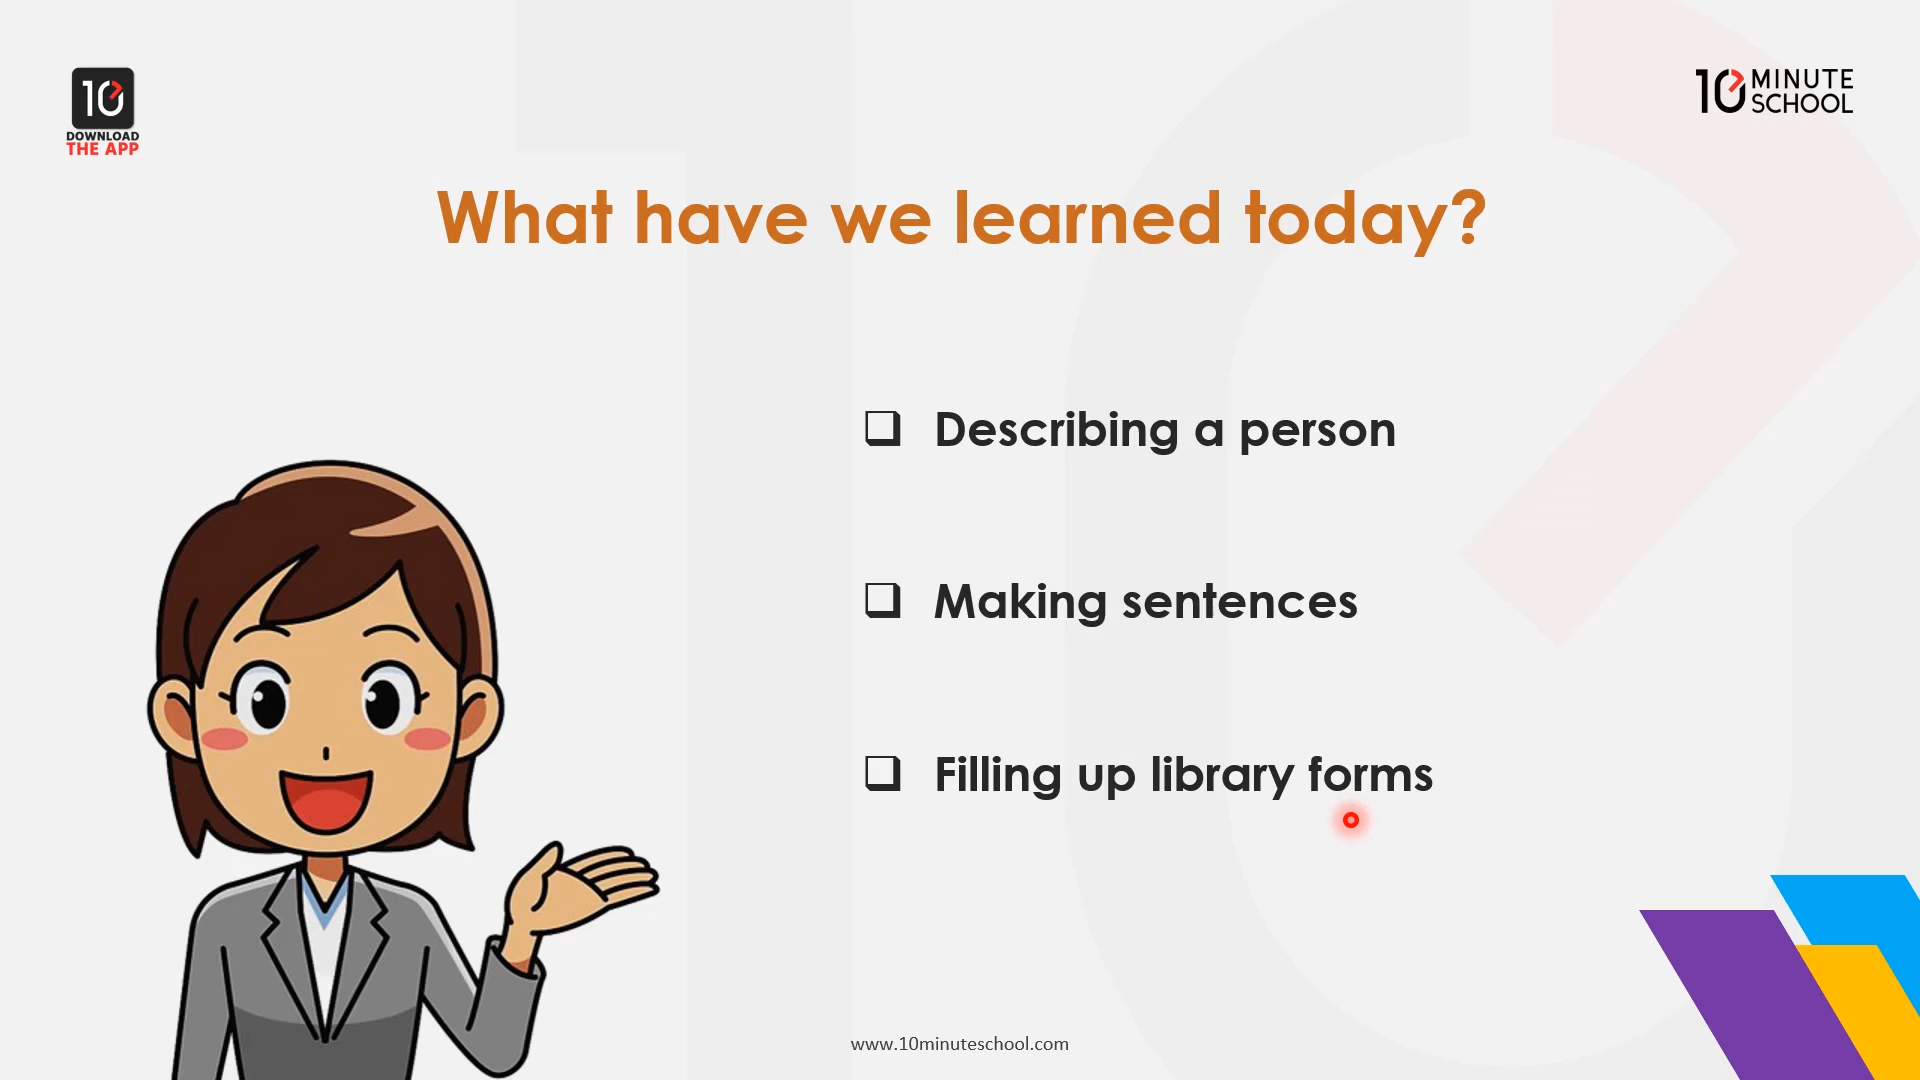 10
DOWNLOAD
THE APP
10 MINUTE
SCHOOL
What have we learned today?
❑ Describing a person
❑ Making sentences
❑ Filling up library forms
www.10minuteschool.com